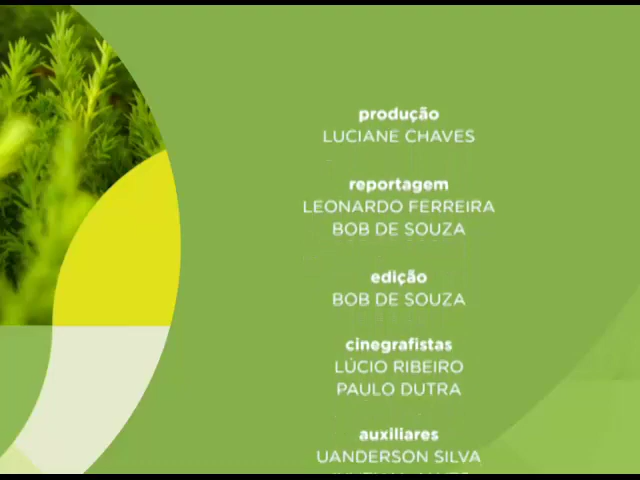 produção
LUCIANE CHAVES
reportagem
LEONARDO FERREIRA
BOB DE SOUZA
edição
BOB DE SOUZA
cinegrafistas
LÚCIO RIBEIRO
PAULO DUTRA
auxiliares
UANDERSON SILVA